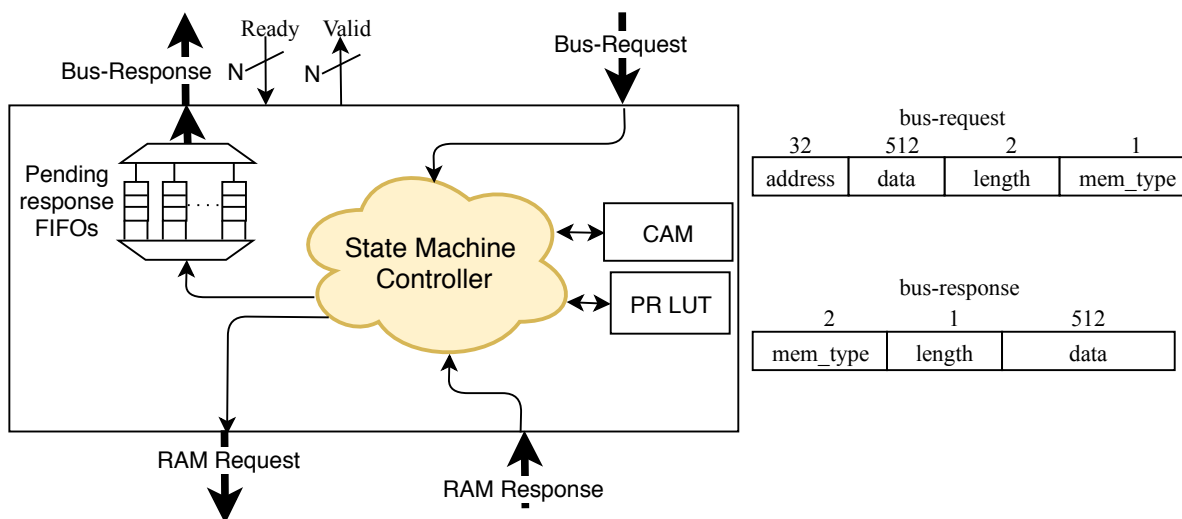 Ready
Valid
Bus-Request
Bus-Response
N
N
Pending
response
FIFOs
. . . .
State Machine
Controller
CAM
PR LUT
RAM Request
RAM Response
bus-request
32 512 2 1
address data length mem_type
bus-response
2 1 512
mem_type length data